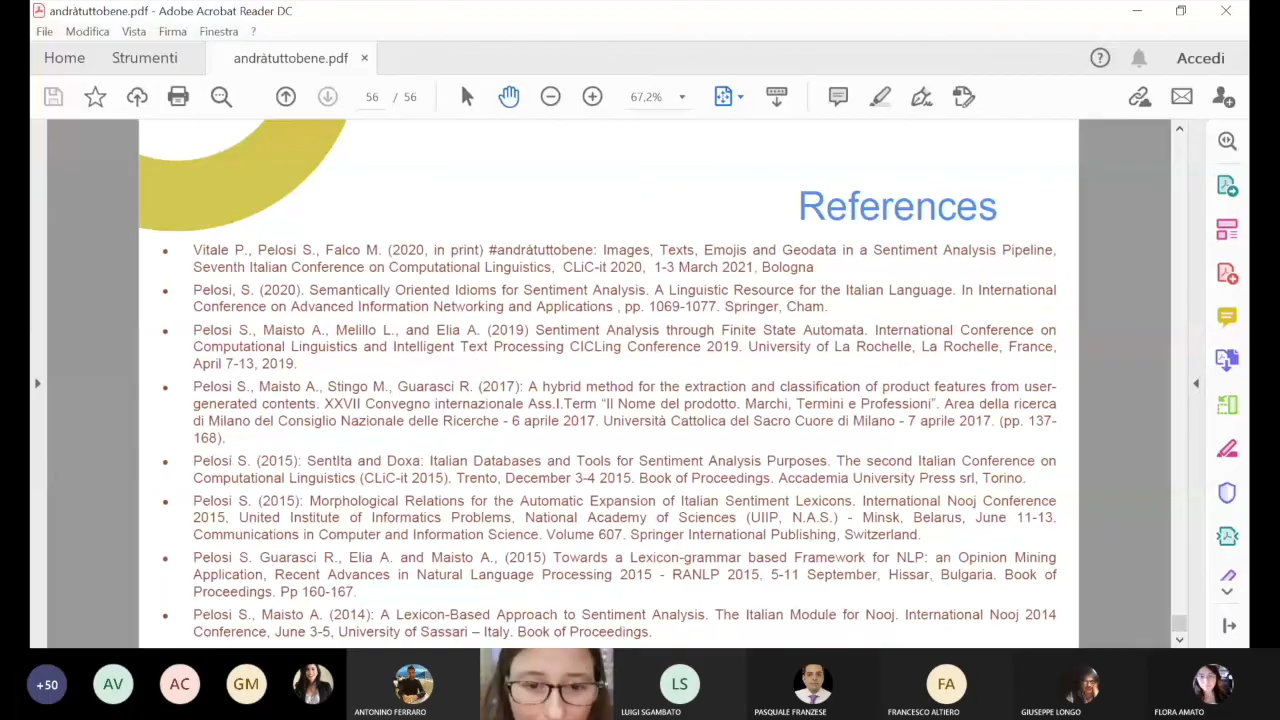 andràtuttobene.pdf - Adobe Acrobat Reader DC
File Modifica Vista Firma Finestra ?
Home Strumenti andràtuttobene.pdf × Accedi
56 / 56 67,2%
References
• Vitale P., Pelosi S., Falco M. (2020, in print) #andràtuttobene: Images, Texts, Emojis and Geodata in a Sentiment Analysis Pipeline,
Seventh Italian Conference on Computational Linguistics, CLiC-it 2020, 1-3 March 2021, Bologna
• Pelosi, S. (2020). Semantically Oriented Idioms for Sentiment Analysis. A Linguistic Resource for the Italian Language. In International
Conference on Advanced Information Networking and Applications , pp. 1069-1077. Springer, Cham.
• Pelosi S., Maisto A., Melillo L., and Elia A. (2019) Sentiment Analysis through Finite State Automata. International Conference on
Computational Linguistics and Intelligent Text Processing CICLing Conference 2019. University of La Rochelle, La Rochelle, France,
April 7-13, 2019.
• Pelosi S., Maisto A., Stingo M., Guarasci R. (2017): A hybrid method for the extraction and classification of product features from user-
generated contents. XXVII Convegno internazionale Ass.I.Term “Il Nome del prodotto. Marchi, Termini e Professioni”. Area della ricerca
di Milano del Consiglio Nazionale delle Ricerche - 6 aprile 2017. Università Cattolica del Sacro Cuore di Milano - 7 aprile 2017. (pp. 137-
168).
• Pelosi S. (2015): SentIta and Doxa: Italian Databases and Tools for Sentiment Analysis Purposes. The second Italian Conference on
Computational Linguistics (CLiC-it 2015). Trento, December 3-4 2015. Book of Proceedings. Accademia University Press srl, Torino.
• Pelosi S. (2015): Morphological Relations for the Automatic Expansion of Italian Sentiment Lexicons. International Nooj Conference
2015, United Institute of Informatics Problems, National Academy of Sciences (UIIP, N.A.S.) - Minsk, Belarus, June 11-13.
Communications in Computer and Information Science. Volume 607. Springer International Publishing, Switzerland.
• Pelosi S. Guarasci R., Elia A. and Maisto A., (2015) Towards a Lexicon-grammar based Framework for NLP: an Opinion Mining
Application, Recent Advances in Natural Language Processing 2015 - RANLP 2015. 5-11 September, Hissar, Bulgaria. Book of
Proceedings. Pp 160-167.
• Pelosi S., Maisto A. (2014): A Lexicon-Based Approach to Sentiment Analysis. The Italian Module for Nooj. International Nooj 2014
Conference, June 3-5, University of Sassari – Italy. Book of Proceedings.
+50 AV AC GM LS FA
ANTONINO FERRARO LUIGI SGAMBATO PASQUALE FRANZESE FRANCESCO ALTIERO GIUSEPPE LONGO FLORA AMATO